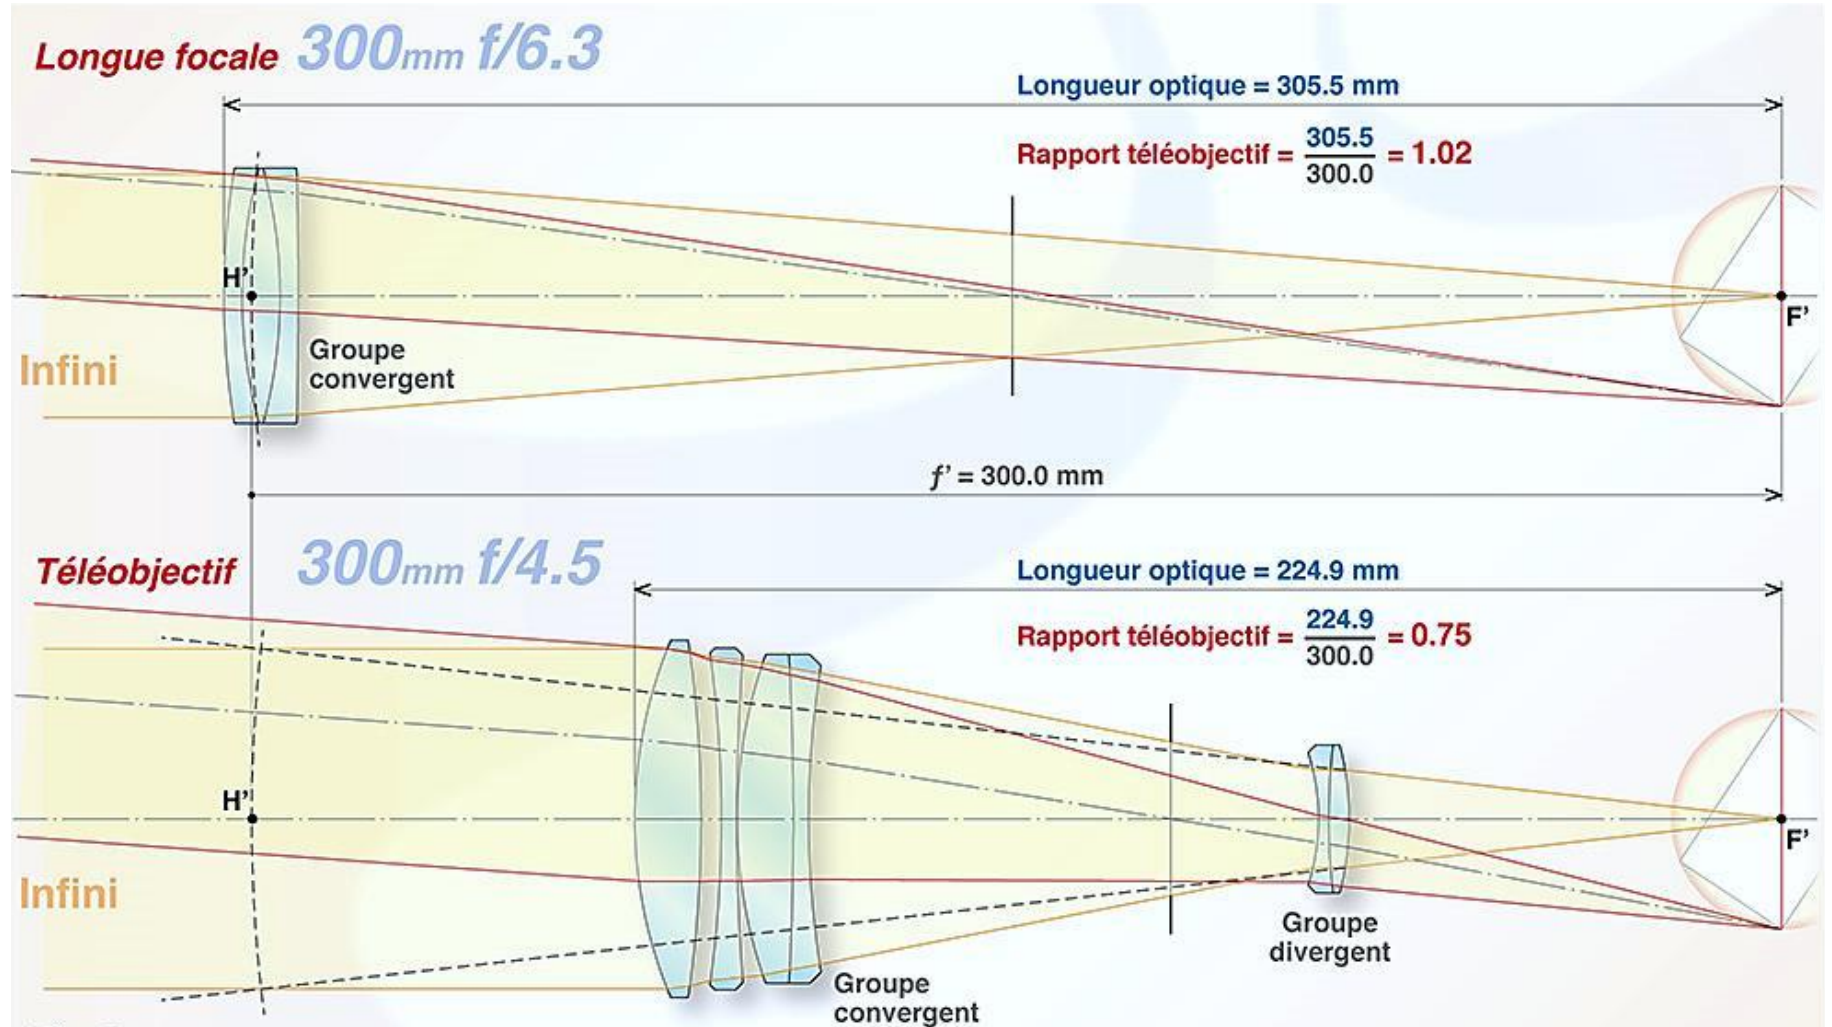 Longue focale 300mm f/6.3
Longueur optique = 305.5 mm
Rapport téléobjectif = 305.5 / 300.0 = 1.02
H'
F'
Groupe
convergent
Infini
f' = 300.0 mm
Téléobjectif 300mm f/4.5
Longueur optique = 224.9 mm
Rapport téléobjectif = 224.9 / 300.0 = 0.75
H'
F'
Infini
Groupe
divergent
Groupe
convergent